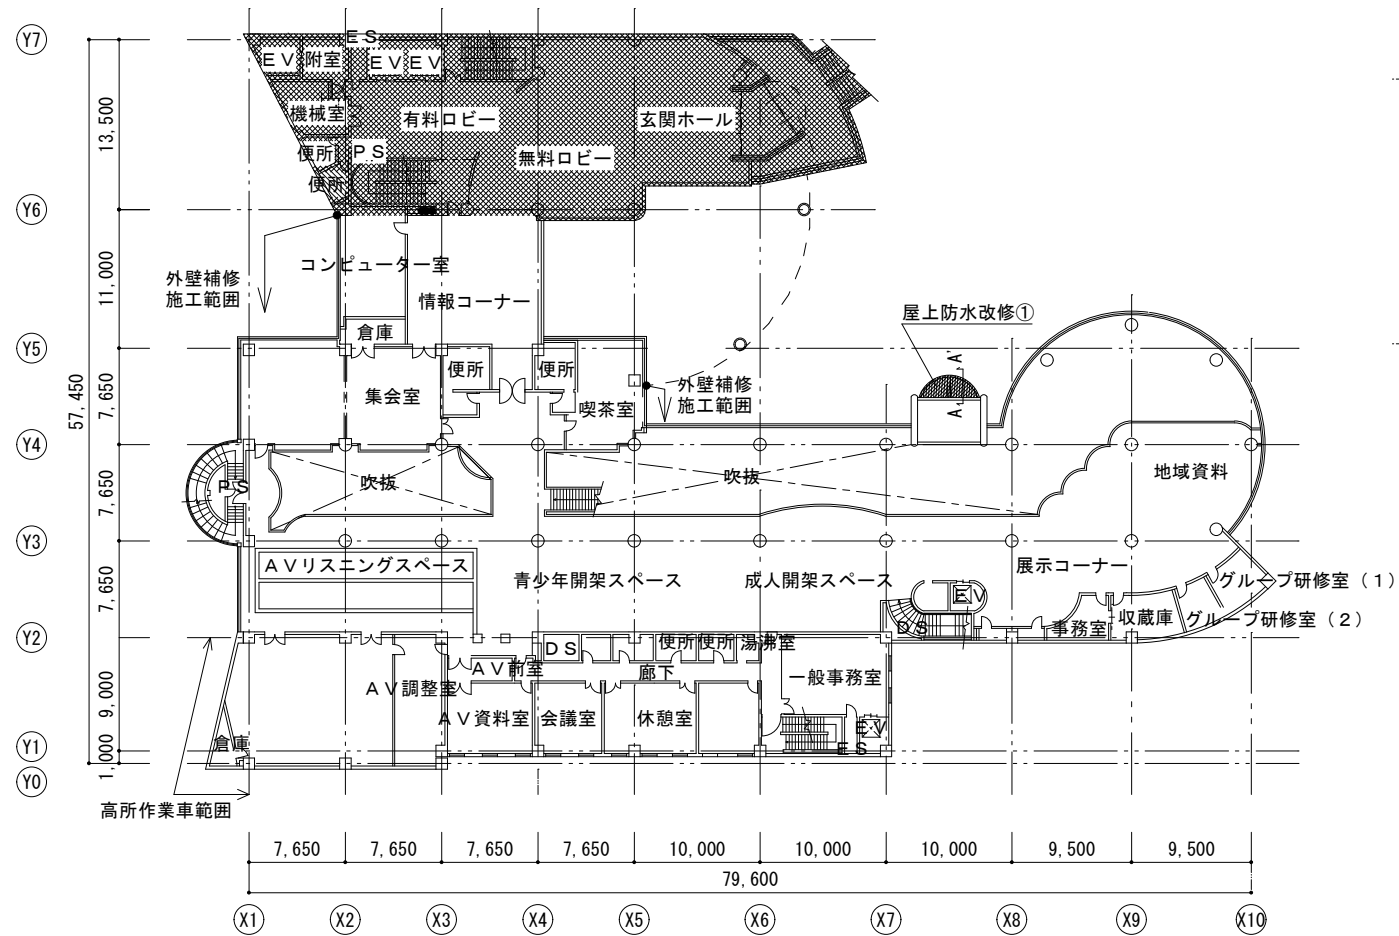 Y7
ＥＳ
ＥＶ
附室
ＥＶ
ＥＶ
機械室
有料ロビー
玄関ホール
13,500
便所
ＰＳ
無料ロビー
便所
Y6
コンピューター室
外壁補修
施工範囲
11,000
情報コーナー
屋上防水改修①
倉庫
Y5
便所
便所
A'
A
57,450
7,650
集会室
喫茶室
外壁補修
施工範囲
Y4
ＰＳ
吹抜
吹抜
地域資料
7,650
Y3
ＡＶリスニングスペース
青少年開架スペース
成人開架スペース
展示コーナー
グループ研修室（１）
7,650
ＥＶ
ＤＳ
事務室
収蔵庫
グループ研修室（２）
Y2
ＤＳ
便所
便所
湯沸室
ＡＶ前室
廊下
一般事務室
ＡＶ調整室
9,000
ＡＶ資料室
会議室
休憩室
ＥＶ
倉庫
ＥＳ
Y1
1,000
Y0
高所作業車範囲
7,650
7,650
7,650
7,650
10,000
10,000
10,000
9,500
9,500
79,600
X1
X2
X3
X4
X5
X6
X7
X8
X9
X10